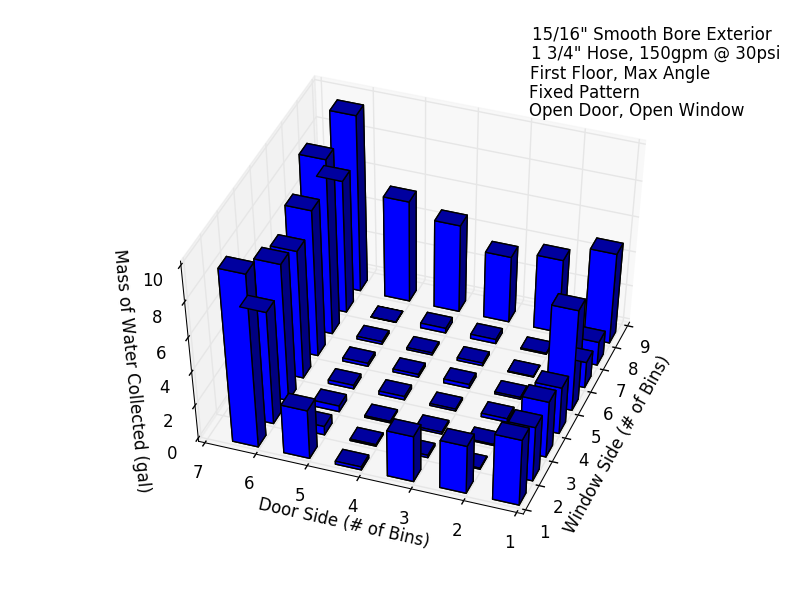 15/16" Smooth Bore Exterior
1 3/4" Hose, 150gpm @ 30psi
First Floor, Max Angle
Fixed Pattern
Open Door, Open Window
Mass of Water Collected (gal)
10
8
6
4
2
0
Door Side (# of Bins)
7
6
5
4
3
2
1
Window Side (# of Bins)
9
8
7
6
5
4
3
2
1